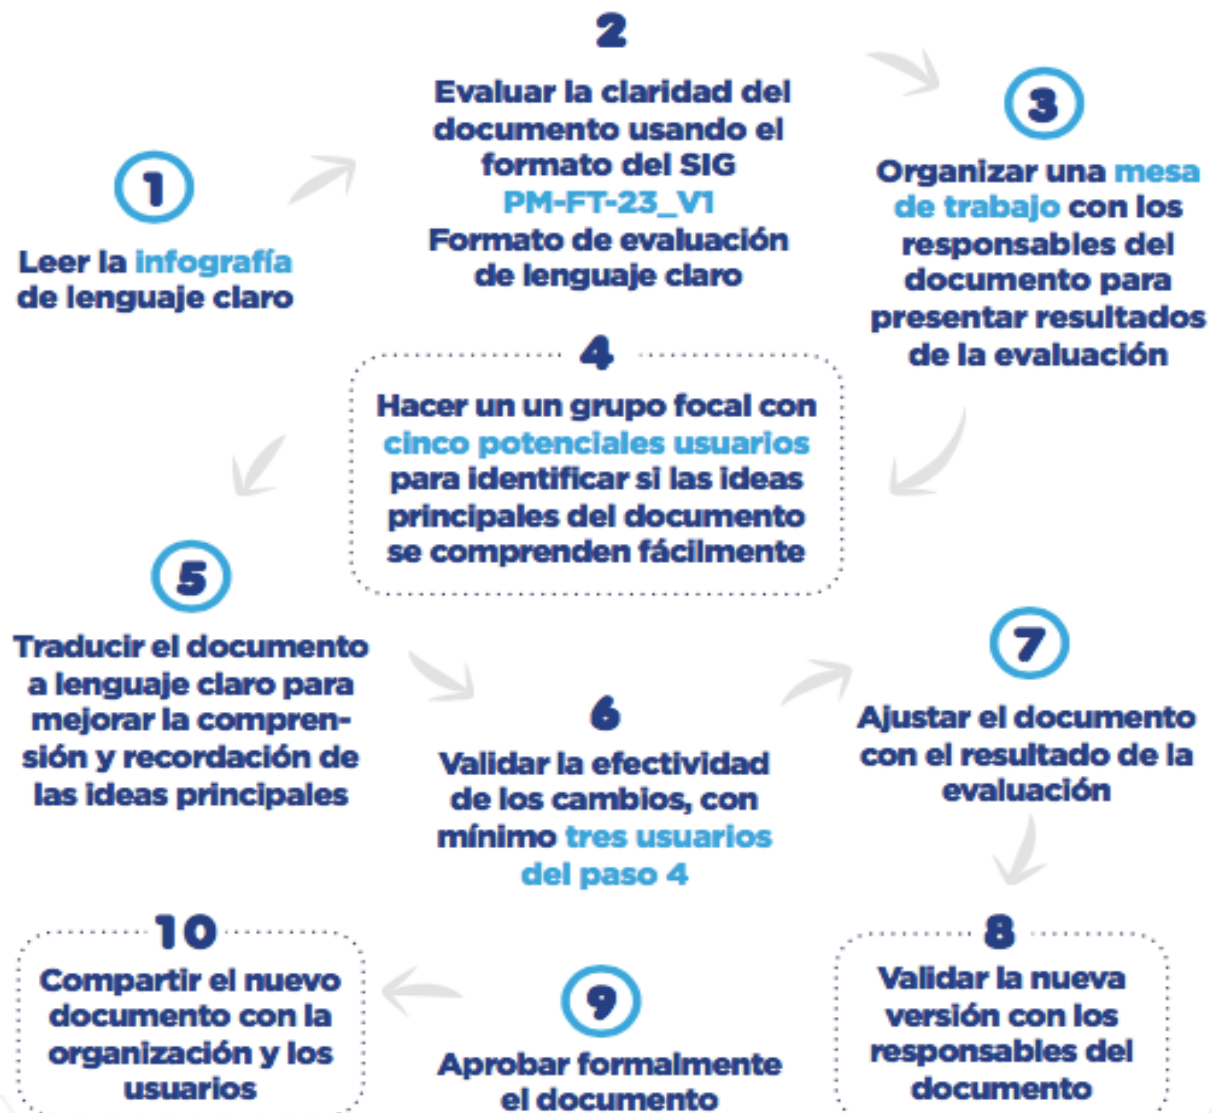 1
Leer la infografía
de lenguaje claro
2
Evaluar la claridad del
documento usando el
formato del SIG
PM-FT-23_V1
Formato de evaluación
de lenguaje claro
3
Organizar una mesa
de trabajo con los
responsables del
documento para
presentar resultados
de la evaluación
4
Hacer un un grupo focal con
cinco potenciales usuarios
para identificar si las ideas
principales del documento
se comprenden fácilmente
5
Traducir el documento
a lenguaje claro para
mejorar la compren-
sión y recordación de
las ideas principales
6
Validar la efectividad
de los cambios, con
mínimo tres usuarios
del paso 4
7
Ajustar el documento
con el resultado de la
evaluación
8
Validar la nueva
versión con los
responsables del
documento
9
Aprobar formalmente
el documento
10
Compartir el nuevo
documento con la
organización y los
usuarios